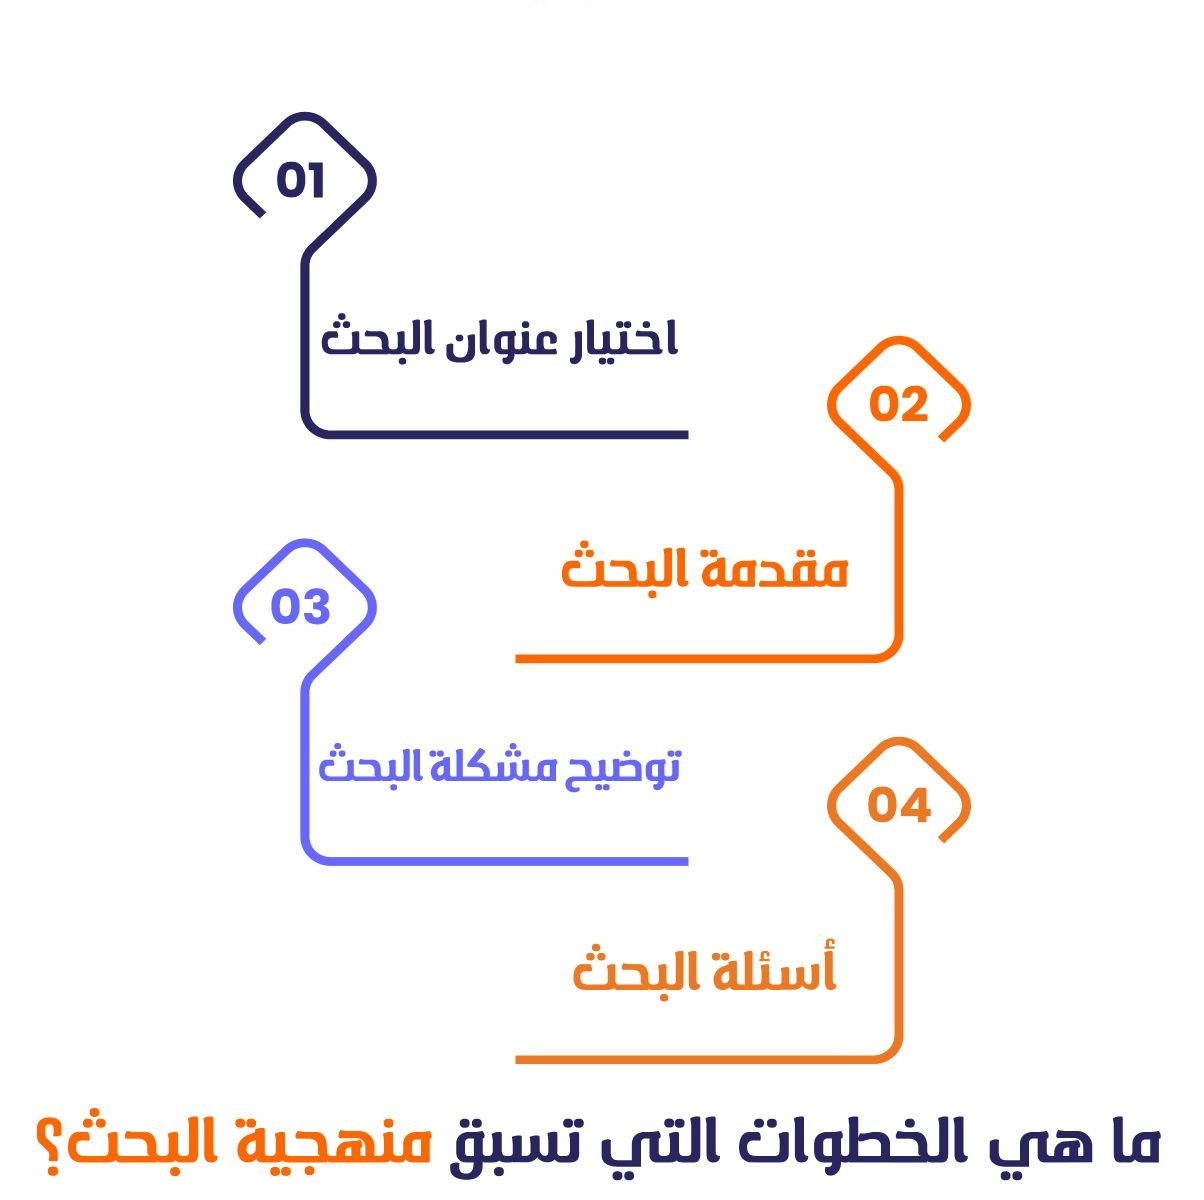 01
اختيار عنوان البحث
02
مقدمة البحث
03
توضيح مشكلة البحث
04
أسئلة البحث
ما هي الخطوات التي تسبق منهجية البحث؟